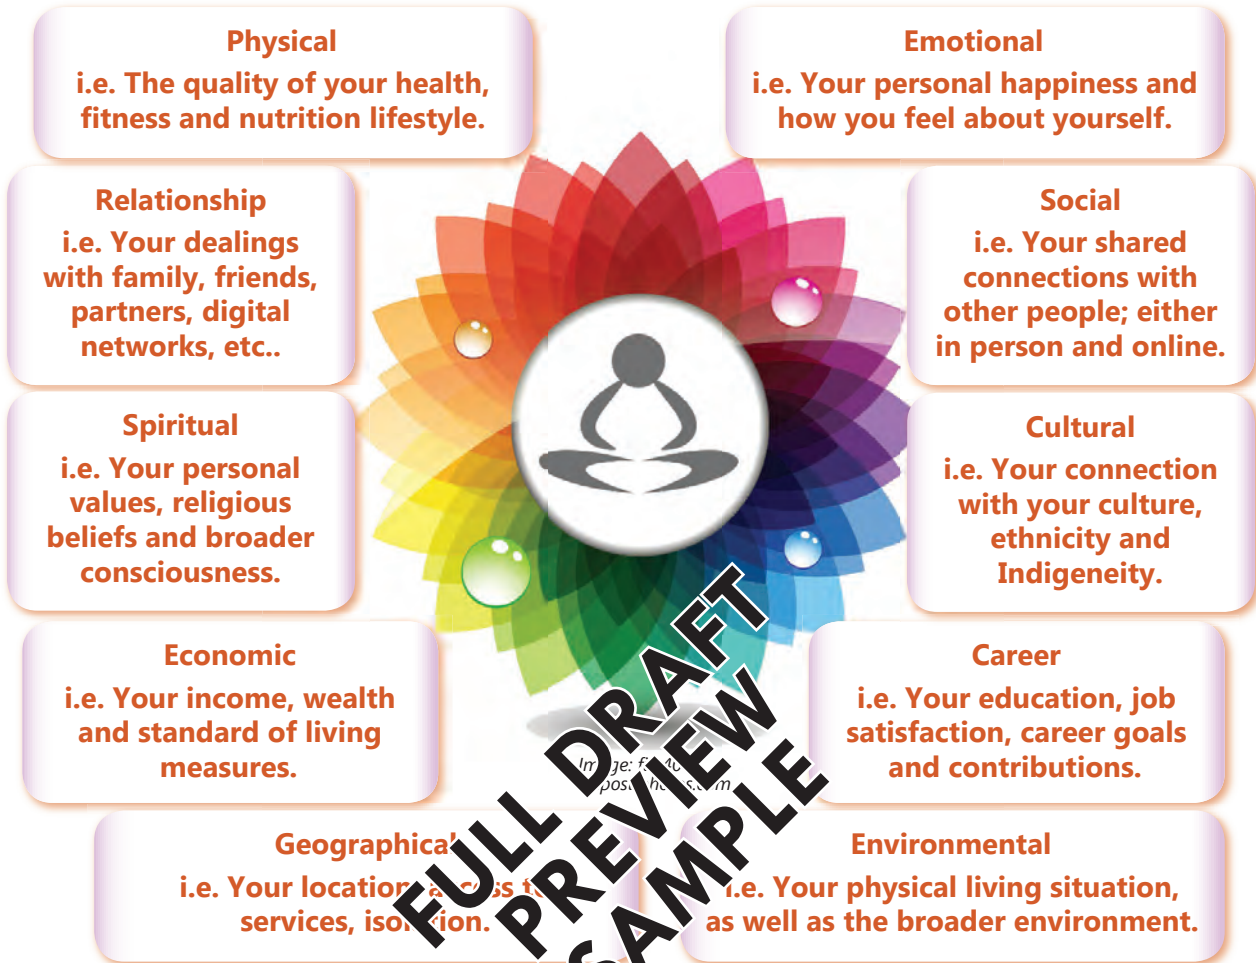 Physical
i.e. The quality of your health,
fitness and nutrition lifestyle.
Emotional
i.e. Your personal happiness and
how you feel about yourself.
Relationship
i.e. Your dealings
with family, friends,
partners, digital
networks, etc..
Social
i.e. Your shared
connections with
other people; either
in person and online.
Spiritual
i.e. Your personal
values, religious
beliefs and broader
consciousness.
Cultural
i.e. Your connection
with your culture,
ethnicity and
Indigeneity.
Economic
i.e. Your income, wealth
and standard of living
measures.
Career
i.e. Your education, job
satisfaction, career goals
and contributions.
Image:
Geographical
i.e. Your location, access to
services, isolation.
Environmental
i.e. Your physical living situation,
as well as the broader environment.
FULL DRAFT
PREVIEW
SAMPLE